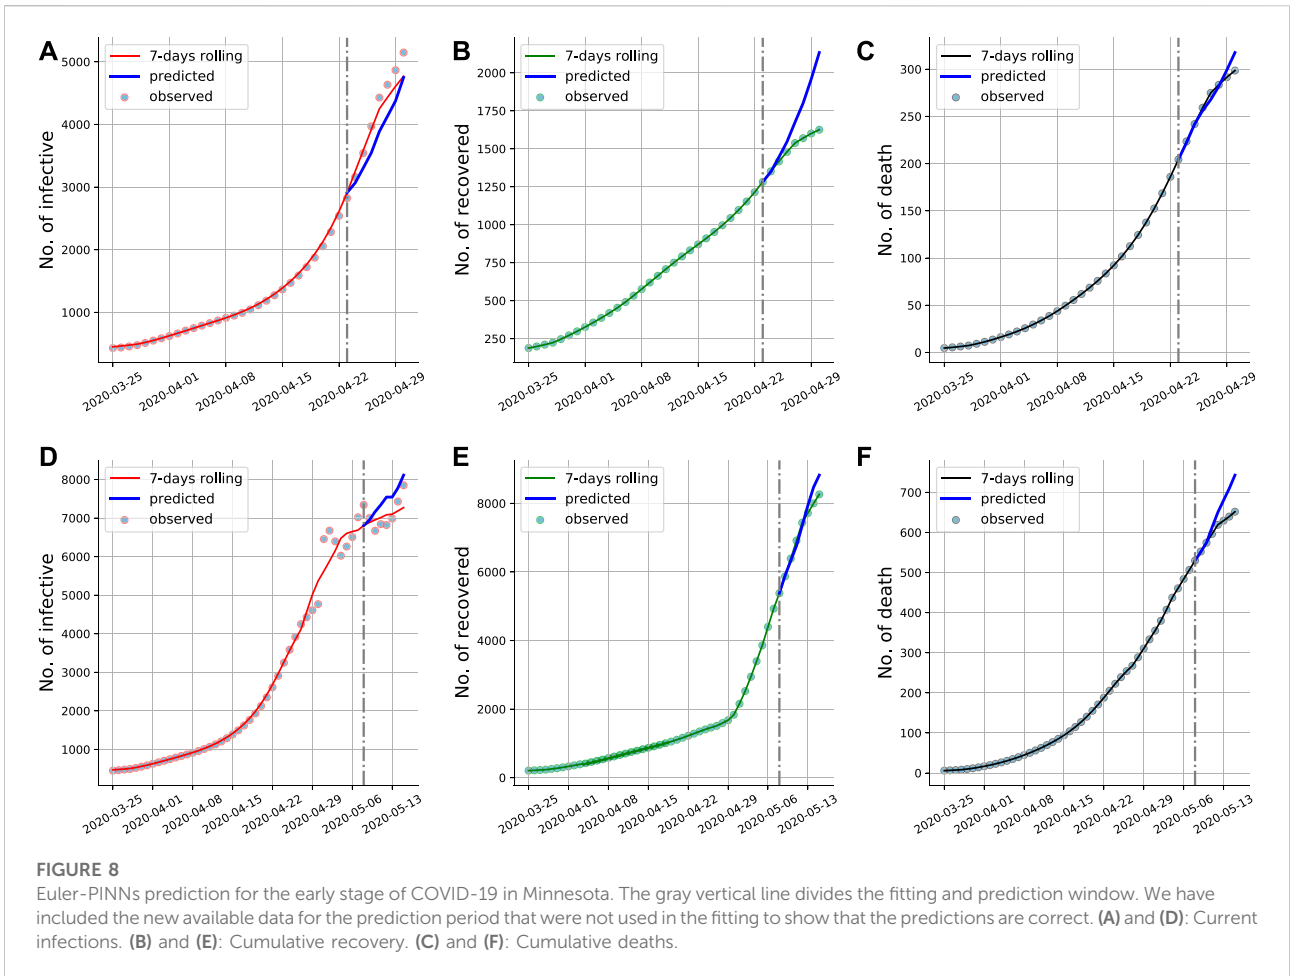 A
7-days rolling
predicted
observed
No. of infective
5000
4000
3000
2000
1000
2020-03-25
2020-04-01
2020-04-08
2020-04-15
2020-04-22
2020-04-29
B
7-days rolling
predicted
observed
No. of recovered
2000
1750
1500
1250
1000
750
500
250
2020-03-25
2020-04-01
2020-04-08
2020-04-15
2020-04-22
2020-04-29
C
7-days rolling
predicted
observed
No. of death
300
250
200
150
100
50
0
2020-03-25
2020-04-01
2020-04-08
2020-04-15
2020-04-22
2020-04-29
D
7-days rolling
predicted
observed
No. of infective
8000
7000
6000
5000
4000
3000
2000
1000
2020-03-25
2020-04-01
2020-04-08
2020-04-15
2020-04-22
2020-04-29
2020-05-06
2020-05-13
E
7-days rolling
predicted
observed
No. of recovered
8000
6000
4000
2000
0
2020-03-25
2020-04-01
2020-04-08
2020-04-15
2020-04-22
2020-04-29
2020-05-06
2020-05-13
F
7-days rolling
predicted
observed
No. of death
700
600
500
400
300
200
100
0
2020-03-25
2020-04-01
2020-04-08
2020-04-15
2020-04-22
2020-04-29
2020-05-06
2020-05-13
FIGURE 8
Euler-PINNs prediction for the early stage of COVID-19 in Minnesota. The gray vertical line divides the fitting and prediction window. We have
included the new available data for the prediction period that were not used in the fitting to show that the predictions are correct. (A) and (D): Current
infections. (B) and (E): Cumulative recovery. (C) and (F): Cumulative deaths.